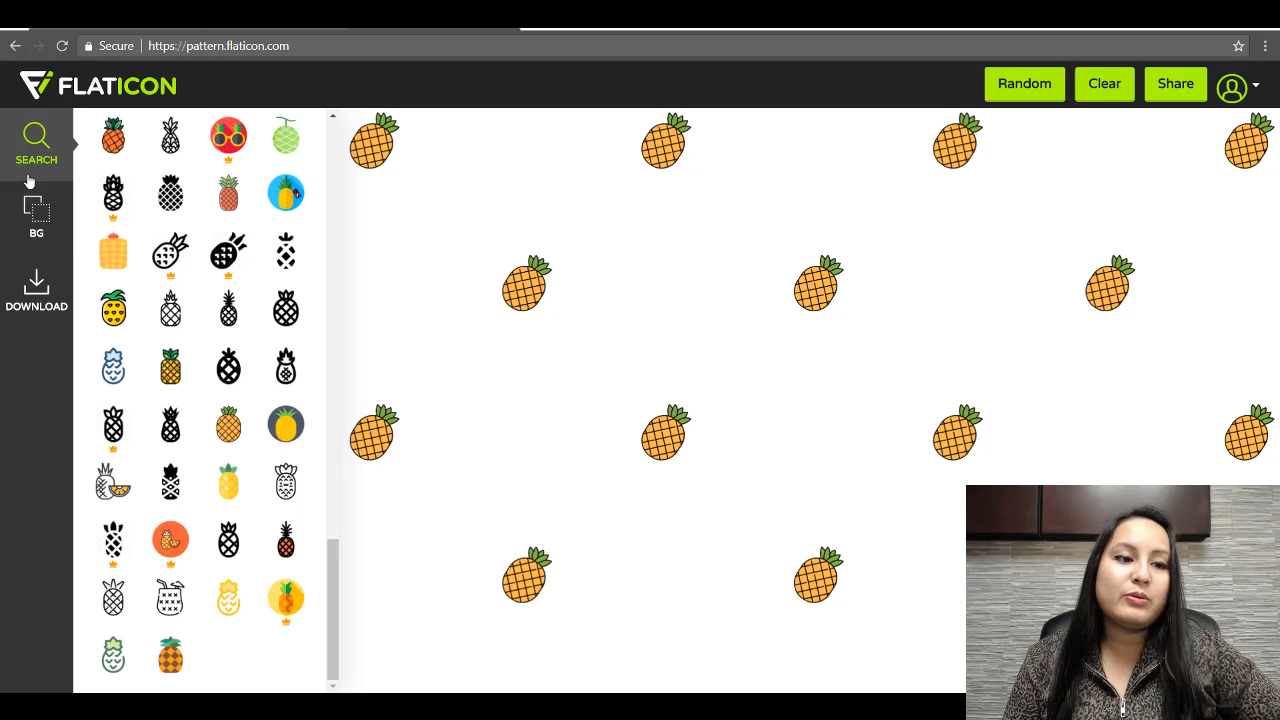 Secure
https://pattern.flaticon.com
FLATICON
Random
Clear
Share
SEARCH
BG
DOWNLOAD